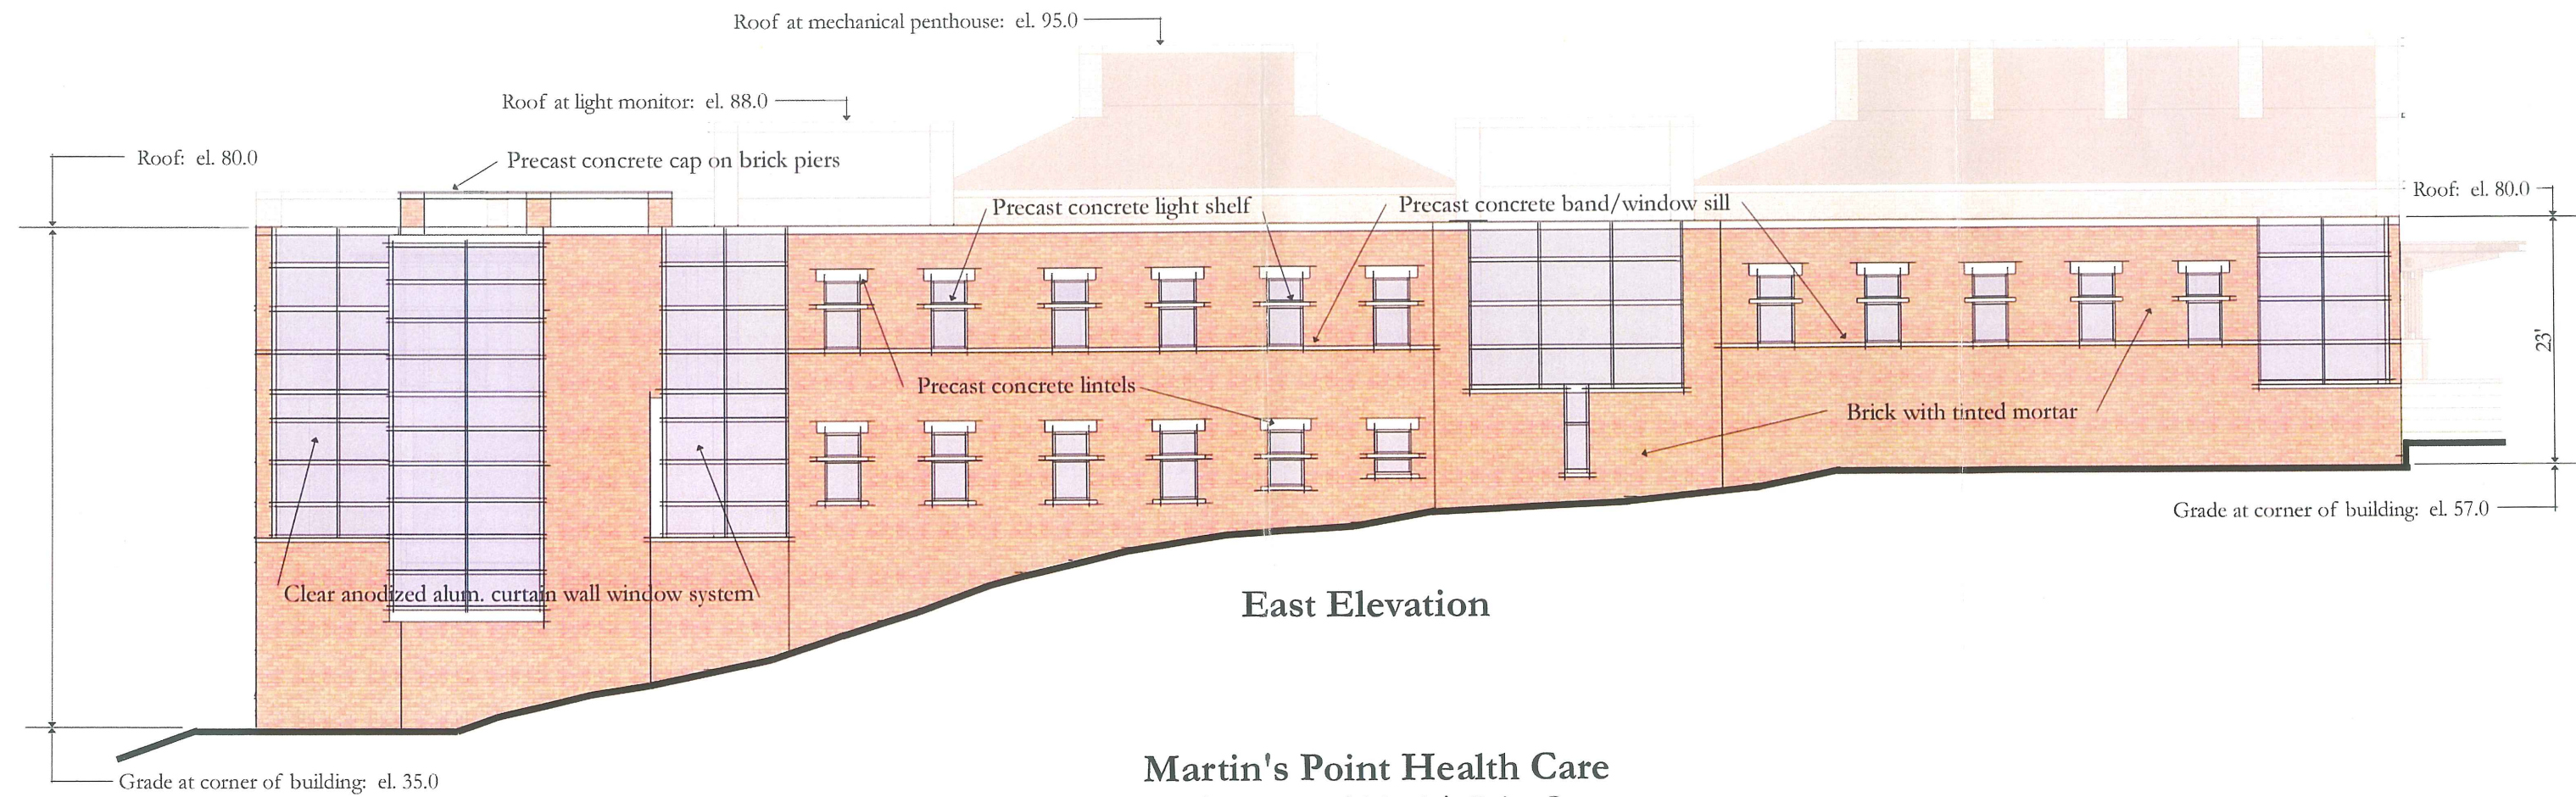 Roof at mechanical penthouse: el. 95.0
Roof at light monitor: el. 88.0
Roof: el. 80.0
Precast concrete cap on brick piers
Precast concrete light shelf
Precast concrete band/window sill
Roof: el. 80.0
23'
Precast concrete lintels
Brick with tinted mortar
Grade at corner of building: el. 57.0
Clear anodized alum. curtain wall window system
East Elevation
Martin's Point Health Care
Grade at corner of building: el. 35.0